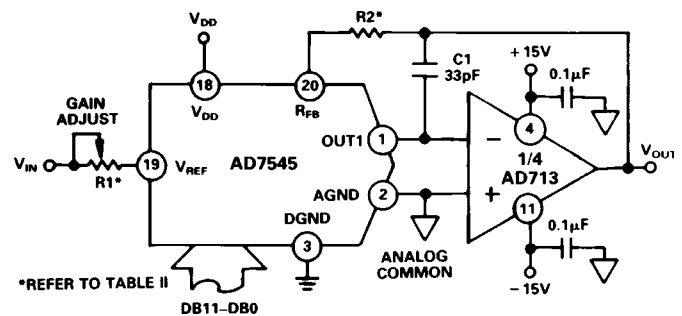 VDD
R2*
C1
33pF
+15V
0.1µF
18
VDD
20
RFB
GAIN
ADJUST
VIN
R1*
19
VREF
AD7545
OUT1
1
AGND
2
DGND
3
4
–
1/4
AD713
+
11
VOUT
0.1µF
–15V
ANALOG
COMMON
*REFER TO TABLE II
DB11–DB0